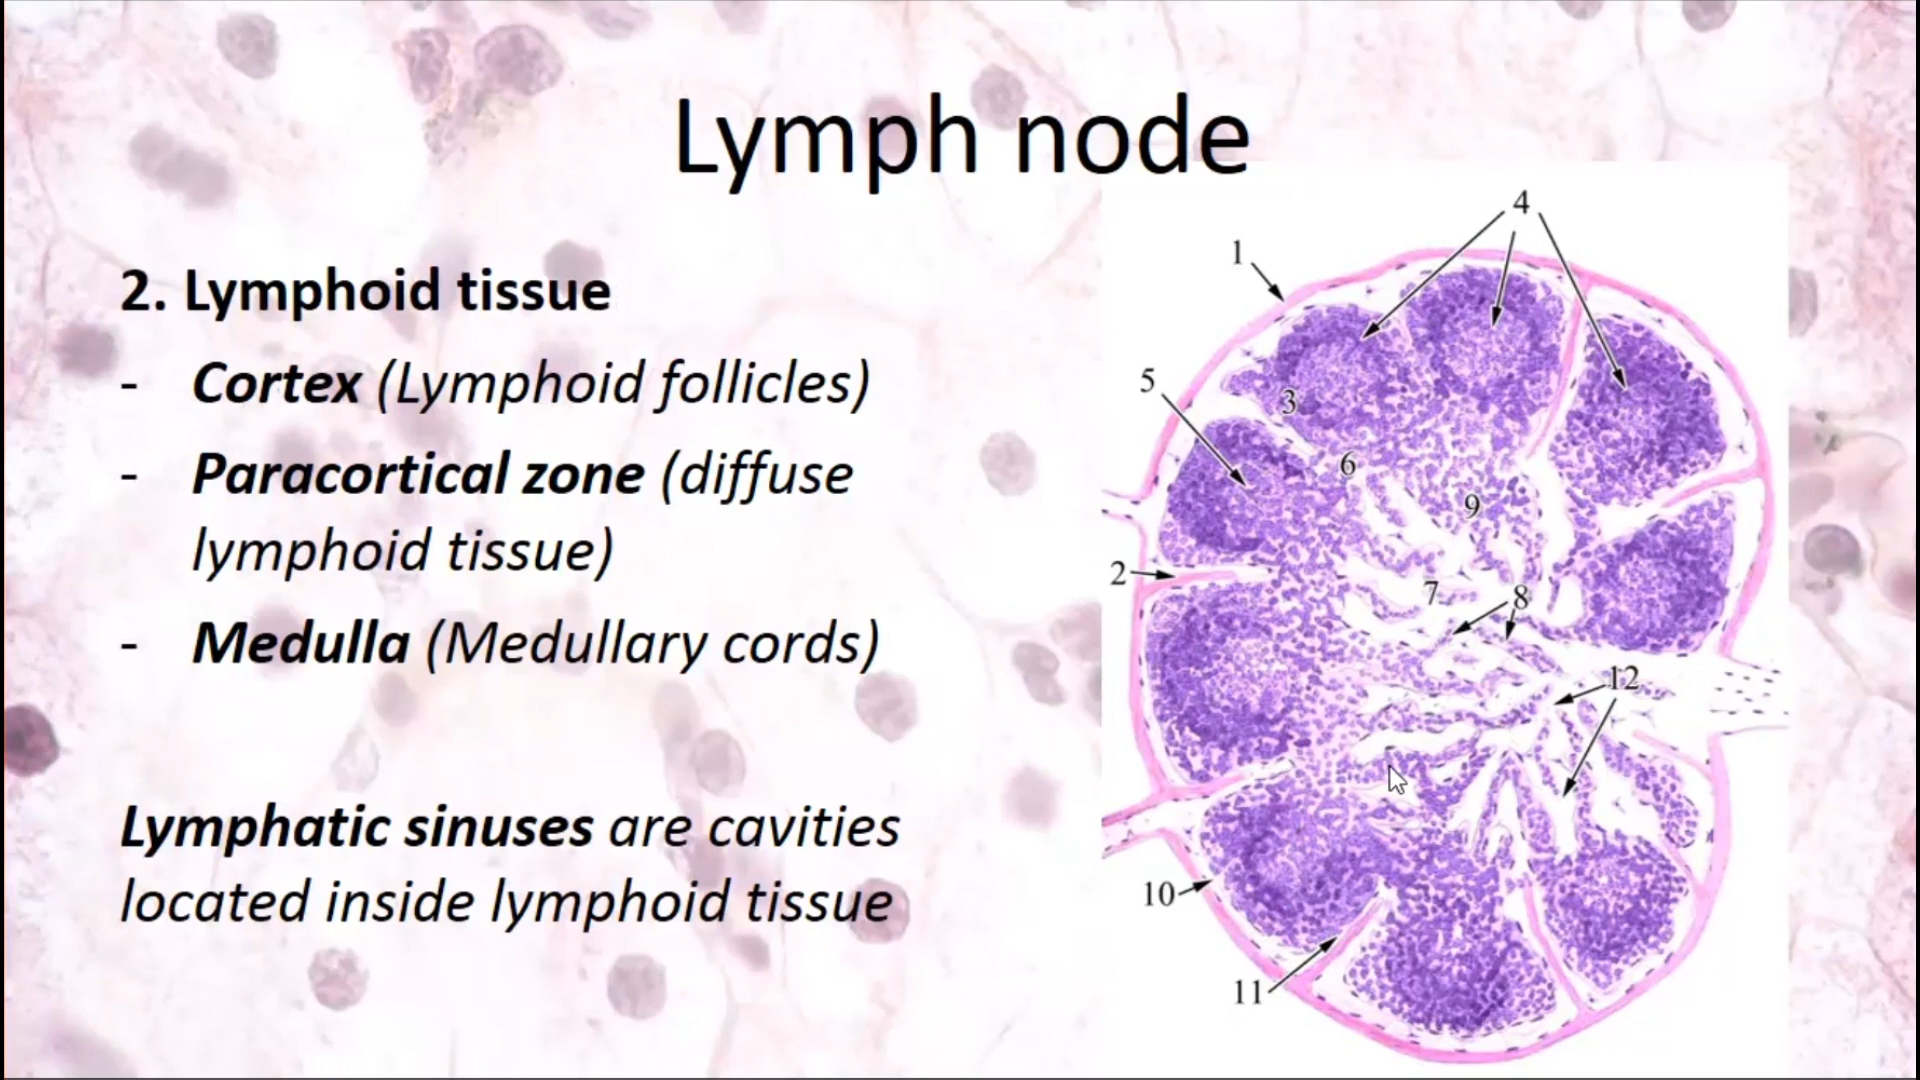 Lymph node
2. Lymphoid tissue
- Cortex (Lymphoid follicles)
- Paracortical zone (diffuse
lymphoid tissue)
- Medulla (Medullary cords)
Lymphatic sinuses are cavities
located inside lymphoid tissue
4
1
5
3
6
9
2
7
8
12
10
11